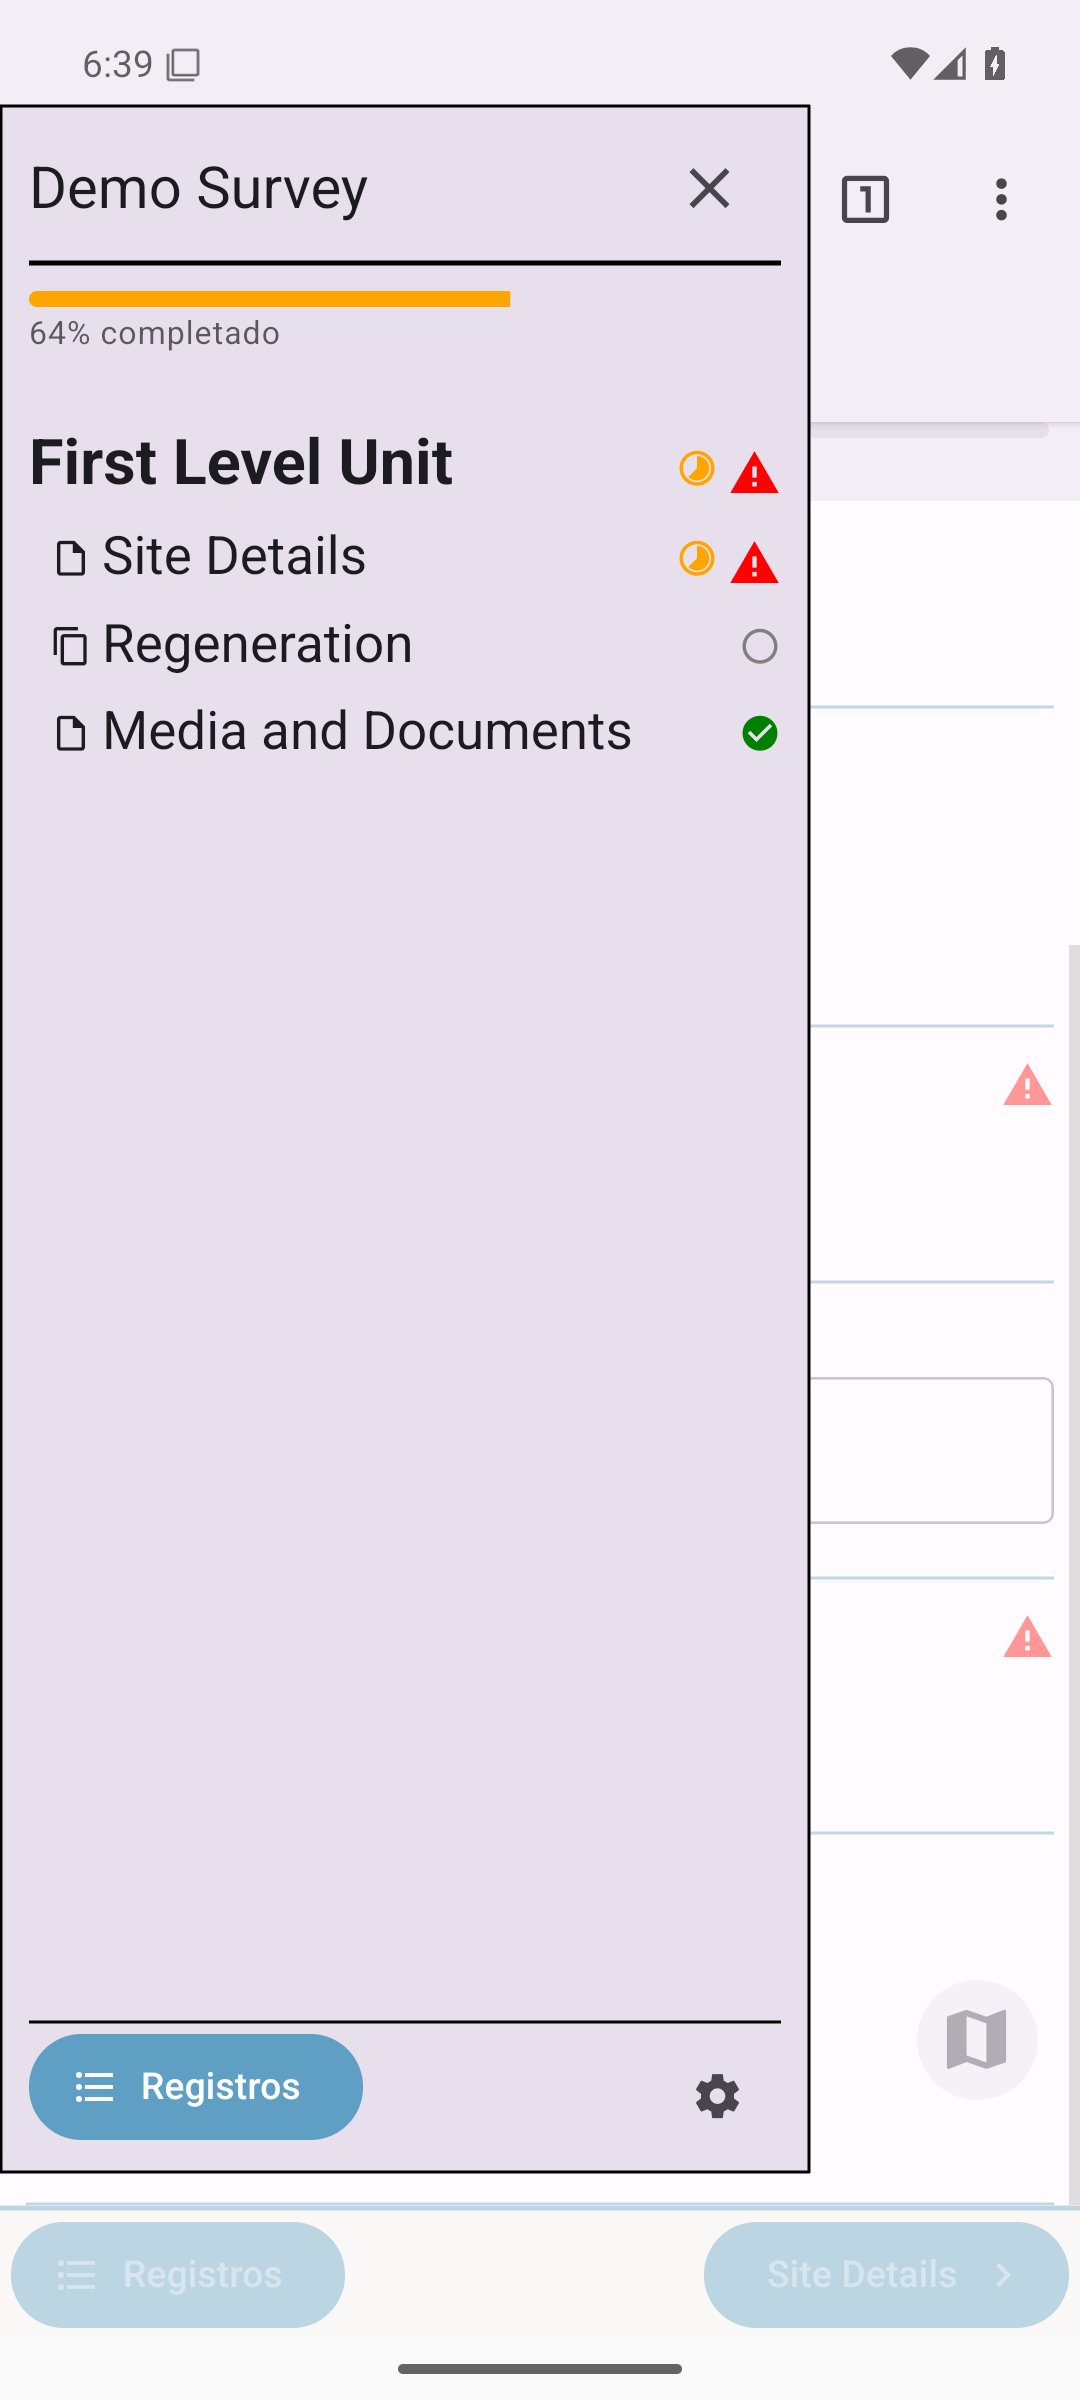 6:39
Demo Survey
1
64% completado
First Level Unit
Site Details
Regeneration
Media and Documents
Registros
Registros
Site Details